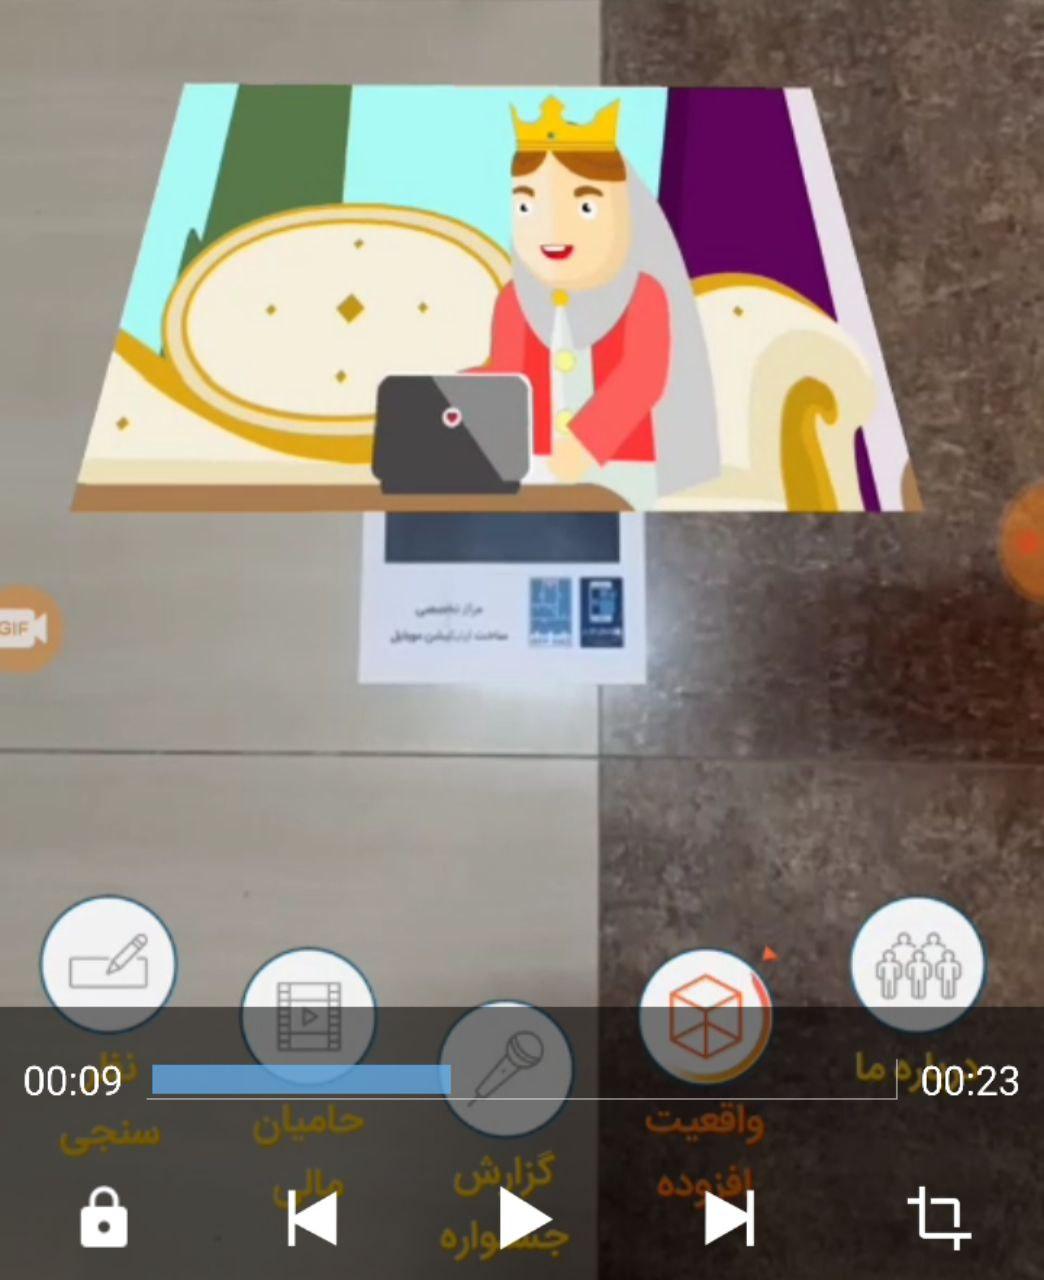 GIF
مرکز تخصصی
ساخت اپلیکیشن موبایل
00:09
00:23
درباره ما
واقعیت
افزوده
گزارش
جشنواره
حامیان
مالی
نظر
سنجی